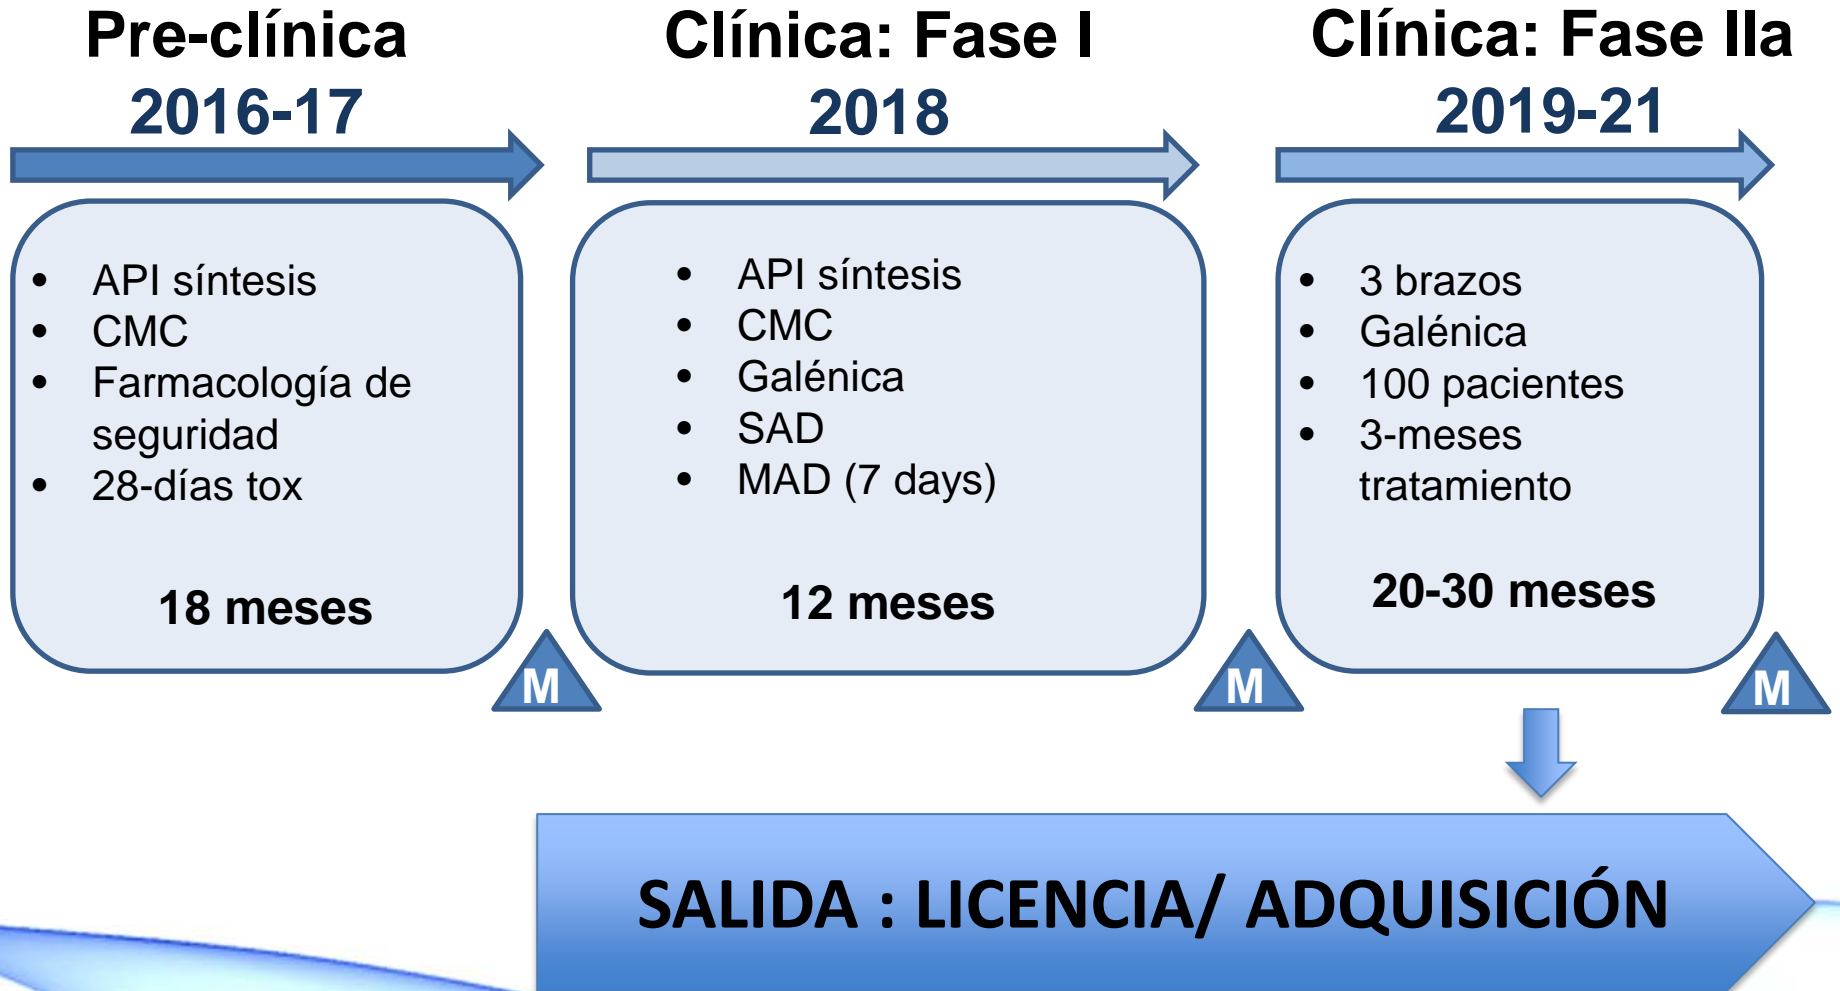 Pre-clínica
2016-17
Clínica: Fase I
2018
Clínica: Fase IIa
2019-21
• API síntesis
• CMC
• Farmacología de
seguridad
• 28-días tox
18 meses
M
• API síntesis
• CMC
• Galénica
• SAD
• MAD (7 days)
12 meses
M
• 3 brazos
• Galénica
• 100 pacientes
• 3-meses
tratamiento
20-30 meses
M
SALIDA : LICENCIA/ ADQUISICIÓN